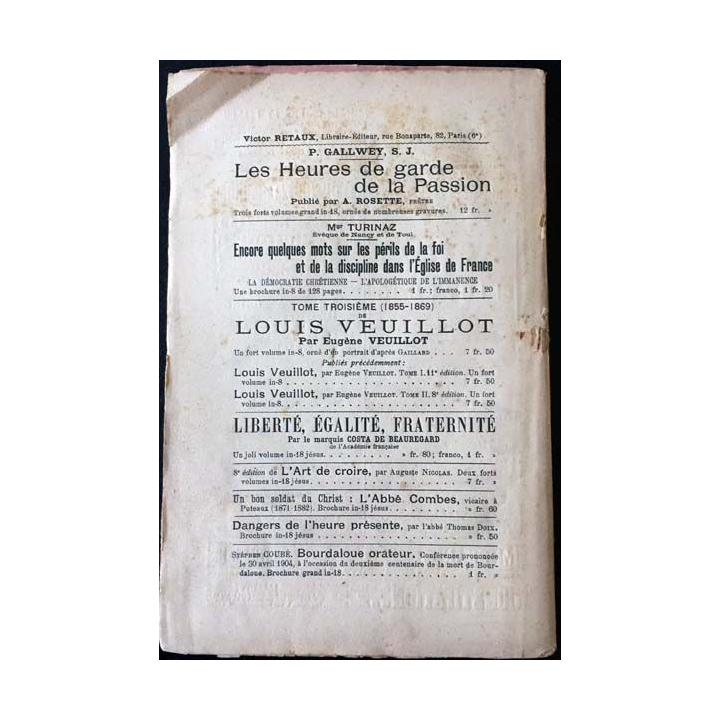 Victor RETAUX, Libraire-Éditeur, rue Bonaparte, 82, Paris (6e)
P. GALLWEY, S. J.
Les Heures de garde
de la Passion
Publié par A. ROSETTE, PRÊTRE
Trois forts volumes grand in-18, ornés de nombreuses gravures. 12 fr. »
Mgr TURINAZ
Évêque de Nancy et de Toul.
Encore quelques mots sur les périls de la foi
et de la discipline dans l'Église de France
LA DÉMOCRATIE CHRÉTIENNE — L'APOLOGÉTIQUE DE L'IMMANENCE
Une brochure in-8 de 128 pages. . . . . . . . 1 fr.; franco, 1 fr. 20
TOME TROISIÈME (1855-1869)
DE
LOUIS VEUILLOT
Par Eugène VEUILLOT
Un fort volume in-8, orné d'un portrait d'après GAILLARD . . . 7 fr. 50
Publiés précédemment :
Louis Veuillot, par Eugène VEUILLOT. TOME I. 11e édition. Un fort
volume in-8 . . . . . . . . . . . . . . . . . . . . . . 7 fr. 50
Louis Veuillot, par Eugène VEUILLOT. TOME II. 8e édition. Un fort
volume in-8. . . . . . . . . . . . . . . . . . . . . . 7 fr. 50
LIBERTÉ, ÉGALITÉ, FRATERNITÉ
Par le marquis COSTA DE BEAUREGARD
de l'Académie française
Un joli volume in-18 jésus. . . . . . . . . » fr. 80; franco, 1 fr. »
8e édition de L'Art de croire, par Auguste NICOLAS. Deux forts
volumes in-18 jésus. . . . . . . . . . . . . . . . . . . 7 fr. »
Un bon soldat du Christ : L'Abbé Combes, vicaire à
Puteaux (1871-1882). Brochure in-18 jésus . . . . . . . . » fr. 60
Dangers de l'heure présente, par l'abbé Thomas DOIX.
Brochure in-18 jésus . . . . . . . . . . . . . . . . . . » fr. 50
STÉPHEN COUBÉ. Bourdaloue orateur. Conférence prononcée
le 30 avril 1904, à l'occasion du deuxième centenaire de la mort de Bour-
daloue. Brochure grand in-18. . . . . . . . . . . . . . . 1 fr. »